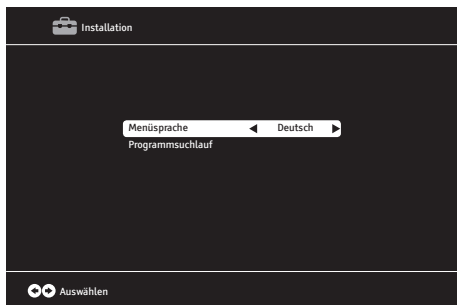 Installation
Menüsprache Deutsch
Programmsuchlauf
Auswählen